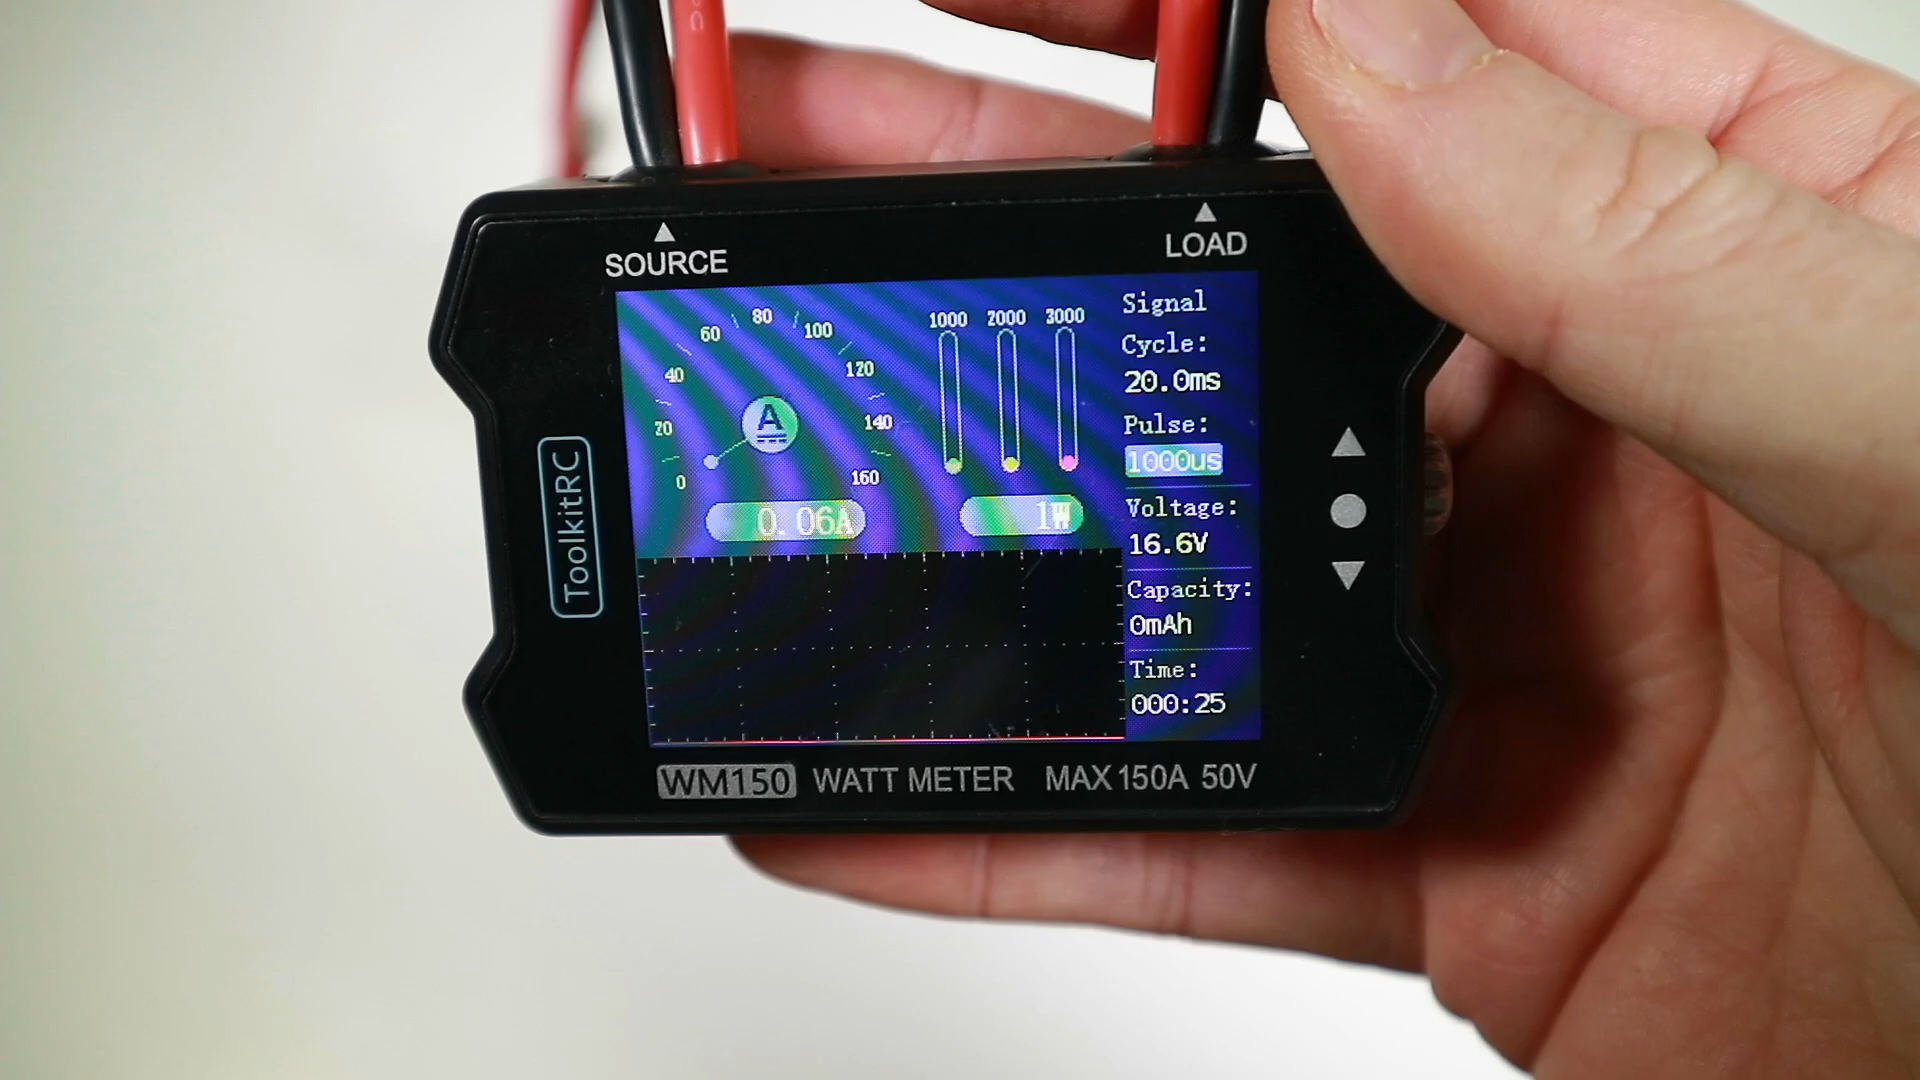 SOURCE
LOAD
ToolkitRC
0
20
40
60
80
100
120
140
160
A
0.06A
1000 2000 3000
1W
Signal
Cycle:
20.0ms
Pulse:
1000us
Voltage:
16.6V
Capacity:
0mAh
Time:
000:25
WM150 WATT METER MAX 150A 50V